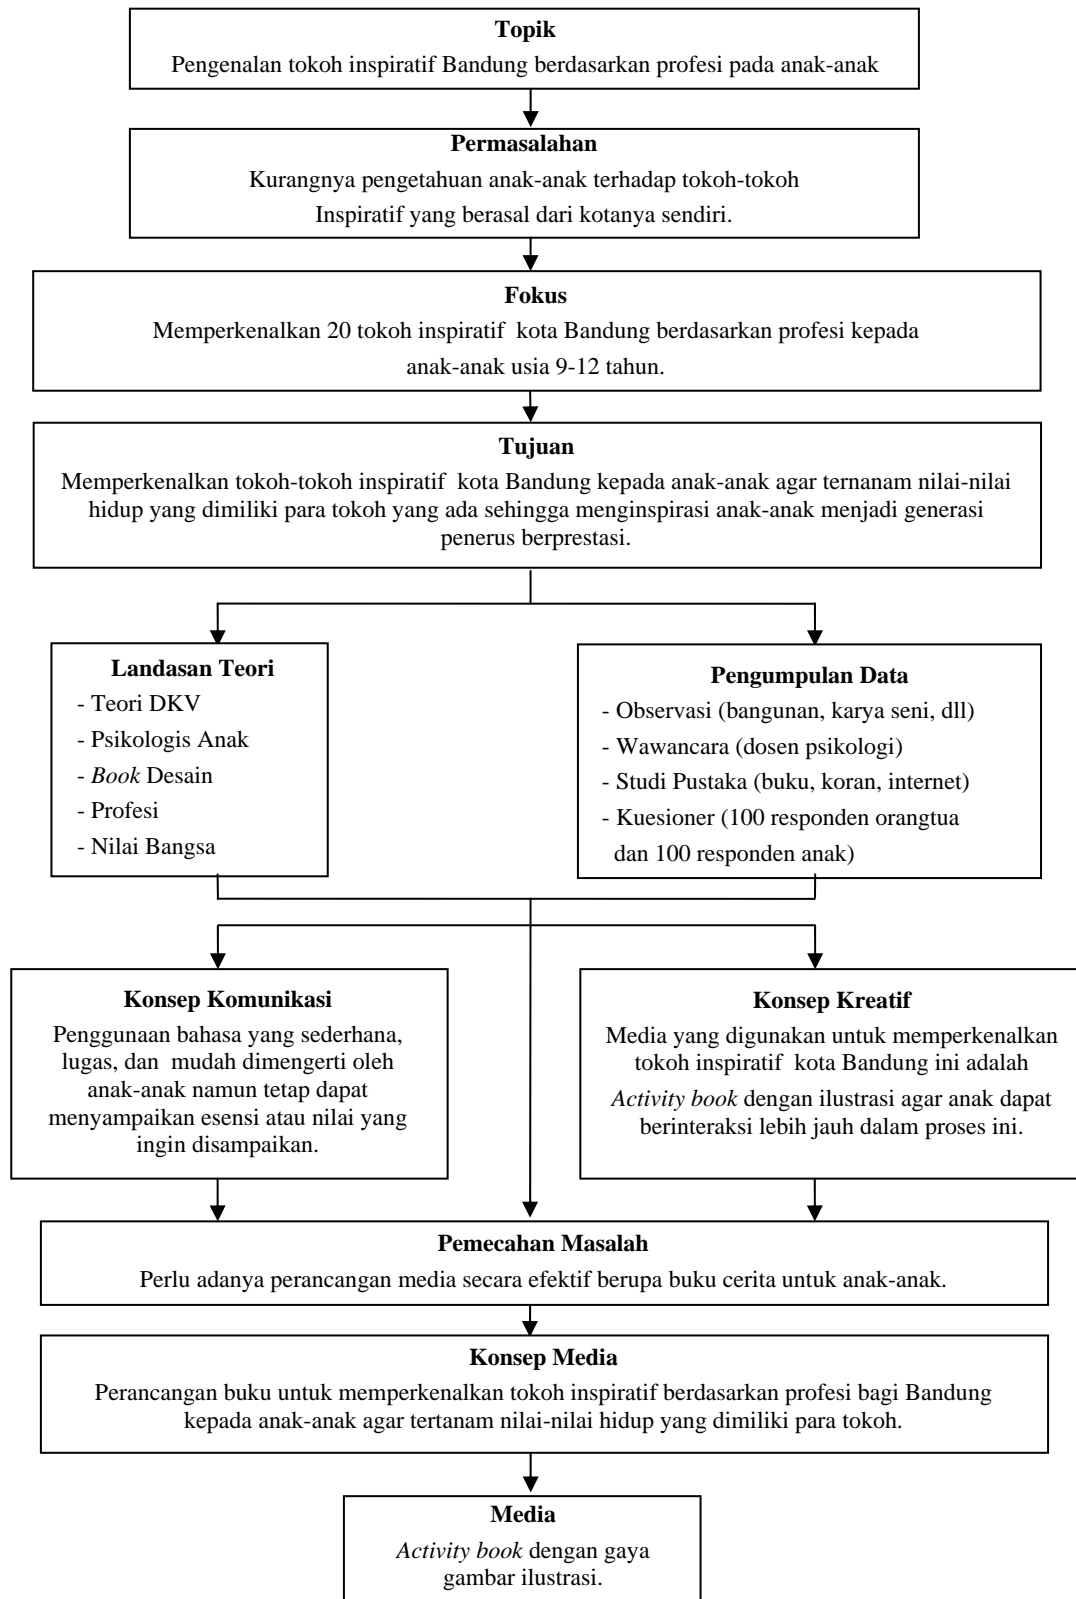 Topik
Pengenalan tokoh inspiratif Bandung berdasarkan profesi pada anak-anak
Permasalahan
Kurangnya pengetahuan anak-anak terhadap tokoh-tokoh
Inspiratif yang berasal dari kotanya sendiri.
Fokus
Memperkenalkan 20 tokoh inspiratif kota Bandung berdasarkan profesi kepada
anak-anak usia 9-12 tahun.
Tujuan
Memperkenalkan tokoh-tokoh inspiratif kota Bandung kepada anak-anak agar ternanam nilai-nilai
hidup yang dimiliki para tokoh yang ada sehingga menginspirasi anak-anak menjadi generasi
penerus berprestasi.
Landasan Teori
- Teori DKV
- Psikologis Anak
- Book Desain
- Profesi
- Nilai Bangsa
Pengumpulan Data
- Observasi (bangunan, karya seni, dll)
- Wawancara (dosen psikologi)
- Studi Pustaka (buku, koran, internet)
- Kuesioner (100 responden orangtua
dan 100 responden anak)
Konsep Komunikasi
Penggunaan bahasa yang sederhana,
lugas, dan mudah dimengerti oleh
anak-anak namun tetap dapat
menyampaikan esensi atau nilai yang
ingin disampaikan.
Konsep Kreatif
Media yang digunakan untuk memperkenalkan
tokoh inspiratif kota Bandung ini adalah
Activity book dengan ilustrasi agar anak dapat
berinteraksi lebih jauh dalam proses ini.
Pemecahan Masalah
Perlu adanya perancangan media secara efektif berupa buku cerita untuk anak-anak.
Konsep Media
Perancangan buku untuk memperkenalkan tokoh inspiratif berdasarkan profesi bagi Bandung
kepada anak-anak agar tertanam nilai-nilai hidup yang dimiliki para tokoh.
Media
Activity book dengan gaya
gambar ilustrasi.